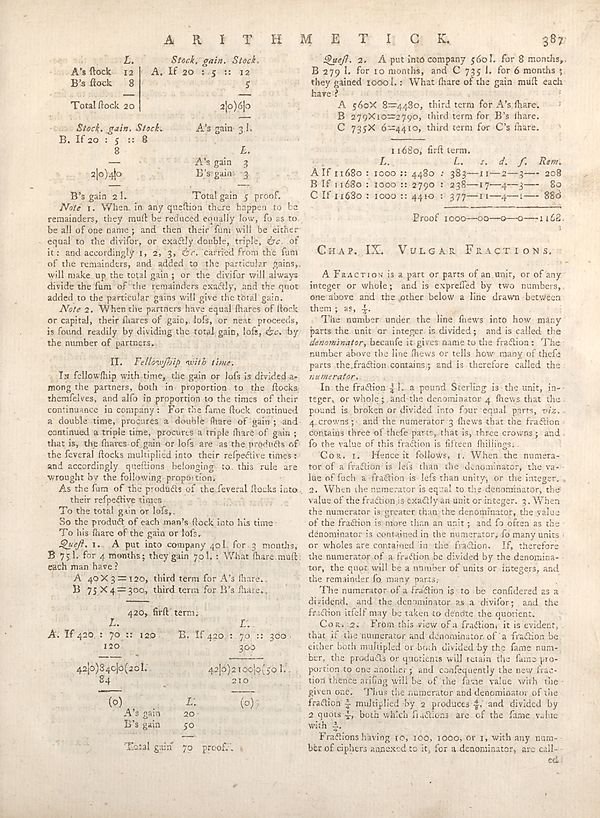 ARITHMETICK. 387
L.
A's ſtock 12
B's ſtock 8
Total ſtock 20
Stock. gain. Stock.
A. If 20 : 5 :: 12
5
2|0)6|0
A's gain 3 l.
Stock. gain. Stock.
B. If 20 : 5 :: 8
8
2|0)4|0
B's gain 2 l.
L.
A's gain 3
B's gain 3
Total gain 5 proof.
Note 1. When in any queſtion there happen to be
remainders, they muſt be reduced equally low, ſo as to
be all of one name; and then their ſum will be either
equal to the diviſor, or exactly double, triple, &c. of
it: and accordingly 1, 2, 3, &c. carried from the ſum
of the remainders, and added to the particular gains,
will make up the total gain; or the diviſor will always
divide the ſum of the remainders exactly, and the quot
added to the particular gains will give the total gain.
Note 2. When the partners have equal ſhares of ſtock
or capital, their ſhares of gain, loſs, or neat proceeds,
is found readily by dividing the total gain, loſs, &c. by
the number of partners.
II. Fellowſhip with time.
In fellowſhip with time, the gain or loſs is divided a-
mong the partners, both in proportion to the ſtocks
themſelves, and alſo in proportion to the times of their
continuance in company: For the ſame ſtock continued
a double time, procures a double ſhare of gain; and
continued a triple time, procures a triple ſhare of gain;
that is, the ſhares of gain or loſs are as the products of
the ſeveral ſtocks multiplied into their reſpective times:
and accordingly queſtions belonging to this rule are
wrought by the following proportion.
As the ſum of the products of the ſeveral ſtocks into
their reſpective times
To the total gain or loſs,
So the product of each man's ſtock into his time
To his ſhare of the gain or loſs.
Queſt. 1. A put into company 40 l. for 3 months,
B 75 l. for 4 months; they gain 70 l.: What ſhare muſt
each man have?
A 40X3=120, third term for A's ſhare.
B 75X4=300, third term for B's ſhare.
420, firſt term.
L.
A. If 420 : 70 :: 120
120
42|0)840|0(20 l.
84
(0)
L.
B. If 420 : 70 :: 300
300
42|0)2100|0(50 l.
210
(0)
L.
A's gain 20
B's gain 50
Total gain 70 proof.
Queſt. 2. A put into company 560 l. for 8 months,
B 279 l. for 10 months, and C 735 l. for 6 months;
they gained 1000 l.: What ſhare of the gain muſt each
have?
A 560X 8=4480, third term for A's ſhare.
B 279X10=2790, third term for B's ſhare.
C 735X 6=4410, third term for C's ſhare.
11680, firſt term.
L. L. s. d. f. Rem.
A If 11680 : 1000 :: 4480 : 383—11—2—3— 208
B If 11680 : 1000 :: 2790 : 238—17—4—3— 80
C If 11680 : 1000 :: 4410 : 377—11—4—1— 880
Proof 1000—00—0—0—1168
Chap. IX. Vulgar Fractions.
A Fraction is a part or parts of an unit, or of any
integer or whole; and is expreſſed by two numbers,
one above and the other below a line drawn between
them; as, ¾.
The number under the line ſhews into how many
parts the unit or integer is divided; and is called the
denominator, becauſe it gives name to the fraction: The
number above the line ſhews or tells how many of theſe
parts the fraction contains; and is therefore called the
numerator.
In the fraction ¾ l. a pound Sterling is the unit, in-
teger, or whole; and the denominator 4 ſhews that the
pound is broken or divided into four equal parts, viz.
4 crowns; and the numerator 3 ſhews that the fraction
contains three of theſe parts, that is, three crowns; and
ſo the value of this fraction is fifteen ſhillings.
Cor. 1. Hence it follows, 1. When the numera-
tor of a fraction is leſs than the denominator, the va-
lue of ſuch a fraction is leſs than unity, or the integer.
2. When the numerator is equal to the denominator, the
value of the fraction is exactly an unit or integer. 3. When
the numerator is greater than the denominator, the value
of the fraction is more than an unit; and ſo often as the
denominator is contained in the numerator, ſo many units
or wholes are contained in the fraction. If, therefore
the numerator of a fraction be divided by the denomina-
tor, the quot will be a number of units or integers, and
the remainder ſo many parts.
The numerator of a fraction is to be conſidered as a
dividend, and the denominator as a diviſor; and the
fraction itſelf may be taken to denote the quotient.
Cor. 2. From this view of a fraction, it is evident,
that if the numerator and denominator of a fraction be
either both multiplied or both divided by the ſame num-
ber, the products or quotients will retain the ſame pro-
portion to one another; and conſequently the new frac-
tion thence ariſing will be of the ſame value with the
given one. Thus the numerator and denominator of the
fraction multiplied by 2 produces and divided by
2 quots both which fractions are of the ſame value
with
Fractions having 10, 100, 1000, or 1, with any num-
ber of ciphers annexed to it, for a denominator, are call-
ed